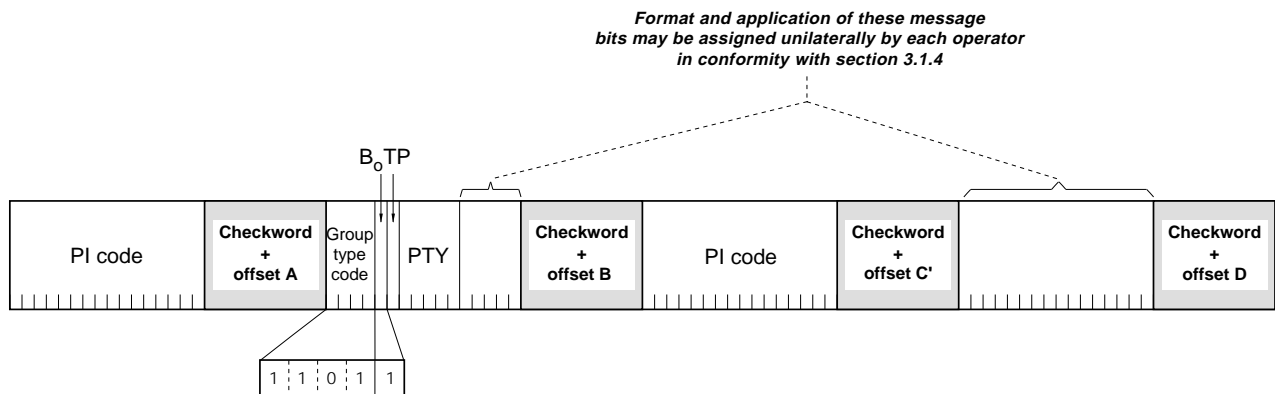 Format and application of these message
bits may be assigned unilaterally by each operator
in conformity with section 3.1.4
BoTP
PI code
Checkword
+
offset A
Group
type
code
PTY
Checkword
+
offset B
PI code
Checkword
+
offset C'
Checkword
+
offset D
1 1 0 1 1